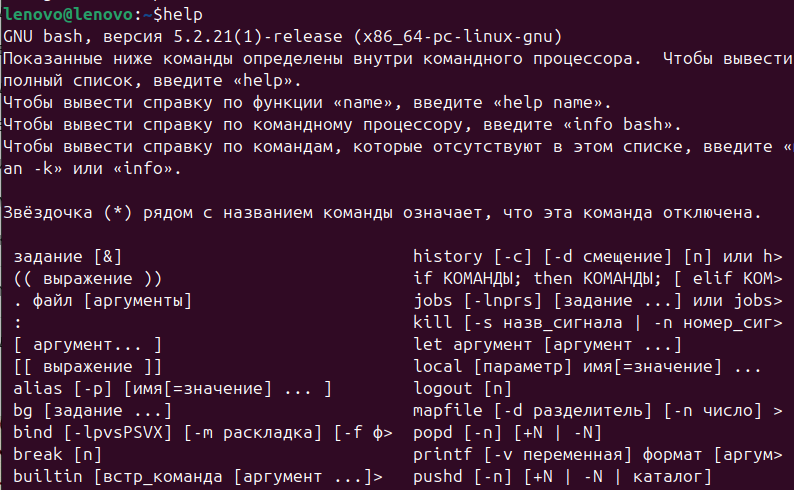 lenovo@lenovo:~$help
GNU bash, версия 5.2.21(1)-release (x86_64-pc-linux-gnu)
Показанные ниже команды определены внутри командного процессора.  Чтобы вывести
полный список, введите «help».
Чтобы вывести справку по функции «name», введите «help name».
Чтобы вывести справку по командному процессору, введите «info bash».
Чтобы вывести справку по командам, которые отсутствуют в этом списке, введите «
an -k» или «info».
Звёздочка (*) рядом с названием команды означает, что эта команда отключена.
задание [&] history [-c] [-d смещение] [n] или h>
(( выражение )) if КОМАНДЫ; then КОМАНДЫ; [ elif КОМ>
. файл [аргументы] jobs [-lnprs] [задание ...] или jobs>
: kill [-s назв_сигнала | -n номер_сиг>
[ аргумент... ] let аргумент [аргумент ...]
[[ выражение ]] local [параметр] имя[=значение] ...
alias [-p] [имя[=значение] ... ] logout [n]
bg [задание ...] mapfile [-d разделитель] [-n число] >
bind [-lpvsPSVX] [-m раскладка] [-f ф> popd [-n] [+N | -N]
break [n] printf [-v переменная] формат [аргум>
builtin [встр_команда [аргумент ...]> pushd [-n] [+N | -N | каталог]